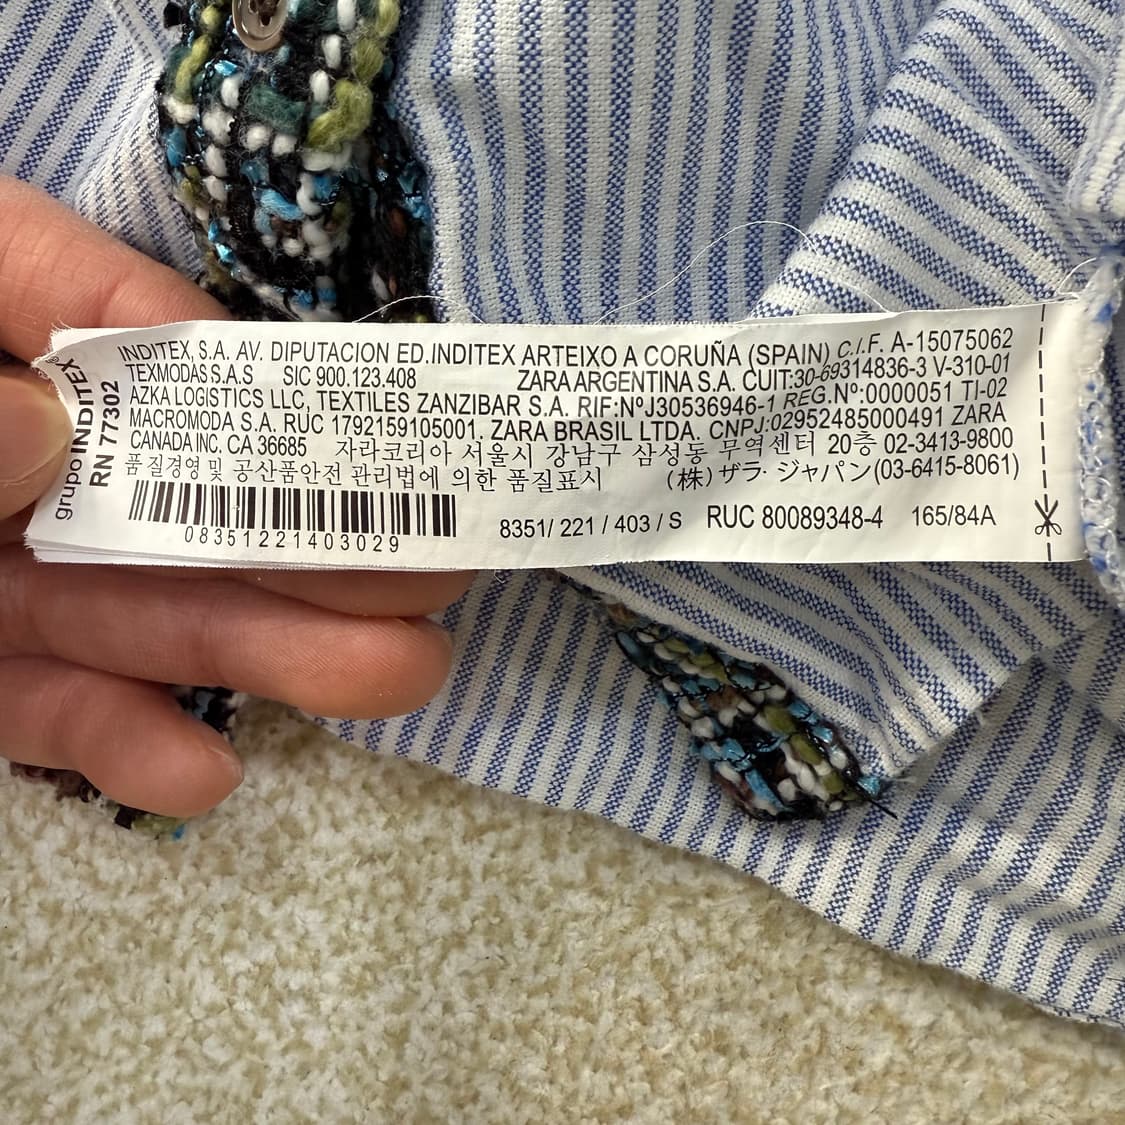 grupo INDITEX®
RN 77302
INDITEX, S.A. AV. DIPUTACION ED.INDITEX ARTEIXO A CORUÑA (SPAIN) C.I.F. A-15075062
TEXMODAS S.A.S SIC 900.123.408 ZARA ARGENTINA S.A. CUIT:30-69314836-3 V-310-01
AZKA LOGISTICS LLC, TEXTILES ZANZIBAR S.A. RIF:NºJ30536946-1 REG.Nº:0000051 TI-02
MACROMODA S.A. RUC 1792159105001. ZARA BRASIL LTDA. CNPJ:02952485000491 ZARA
CANADA INC. CA 36685 자라코리아 서울시 강남구 삼성동 무역센터 20층 02-3413-9800
품질경영 및 공산품안전 관리법에 의한 품질표시 (株)ザラ・ジャパン(03-6415-8061)
08351221403029
8351/ 221 / 403 / S RUC 80089348-4 165/84A